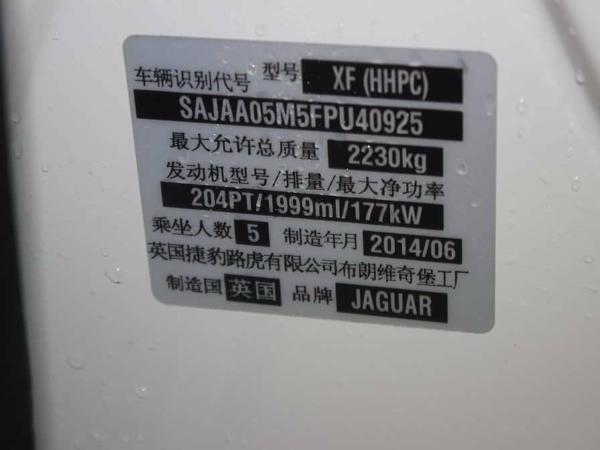 车辆识别代号 型号 XF (HHPC)
SAJAA05M5FPU40925
最大允许总质量 2230kg
发动机型号/排量/最大净功率
204PT/1999ml/177kW
乘坐人数 5 制造年月 2014/06
英国捷豹路虎有限公司布朗维奇堡工厂
制造国 英国 品牌 JAGUAR